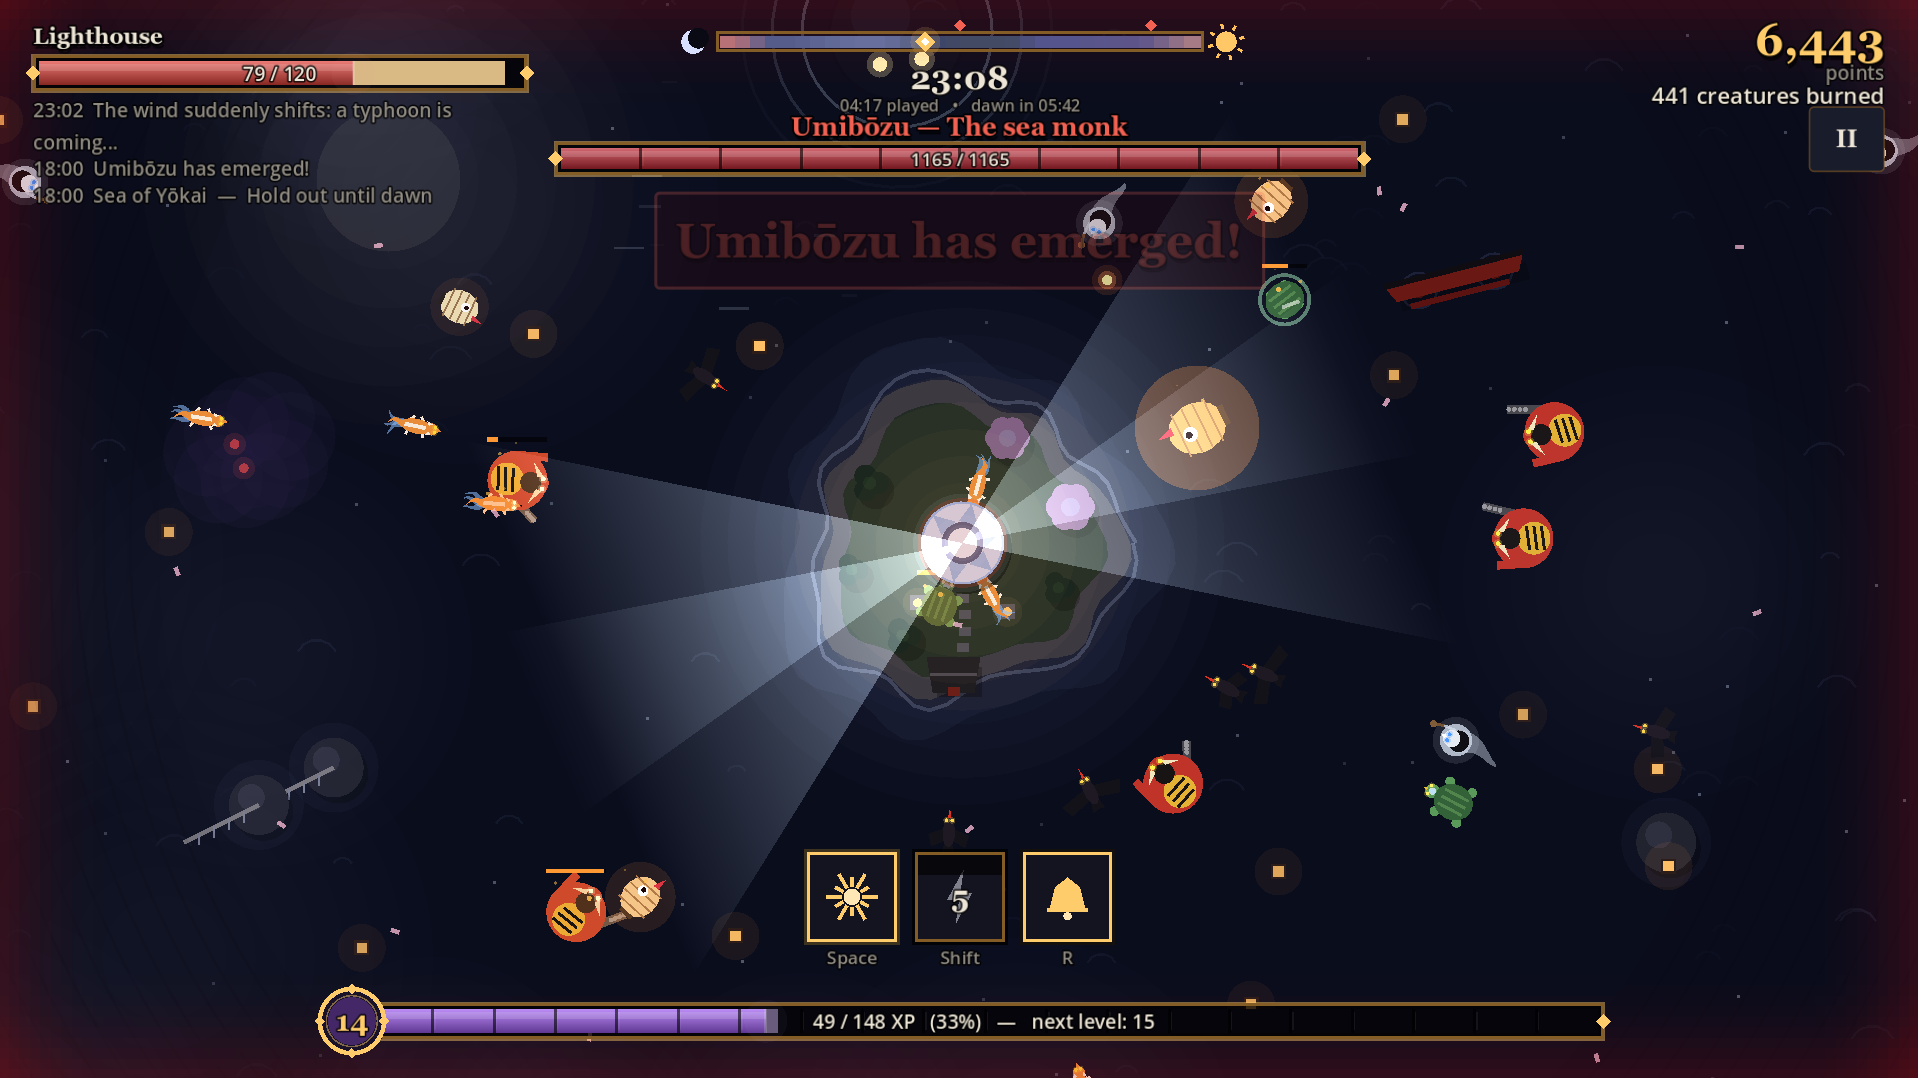 Lighthouse
79 / 120
23:02 The wind suddenly shifts: a typhoon is
coming...
18:00 Umibōzu has emerged!
18:00 Sea of Yōkai — Hold out until dawn
23:08
04:17 played • dawn in 05:42
Umibōzu — The sea monk
1165 / 1165
Umibōzu has emerged!
6,443
points
441 creatures burned
II
5
Space
Shift
R
14
49 / 148 XP (33%) — next level: 15